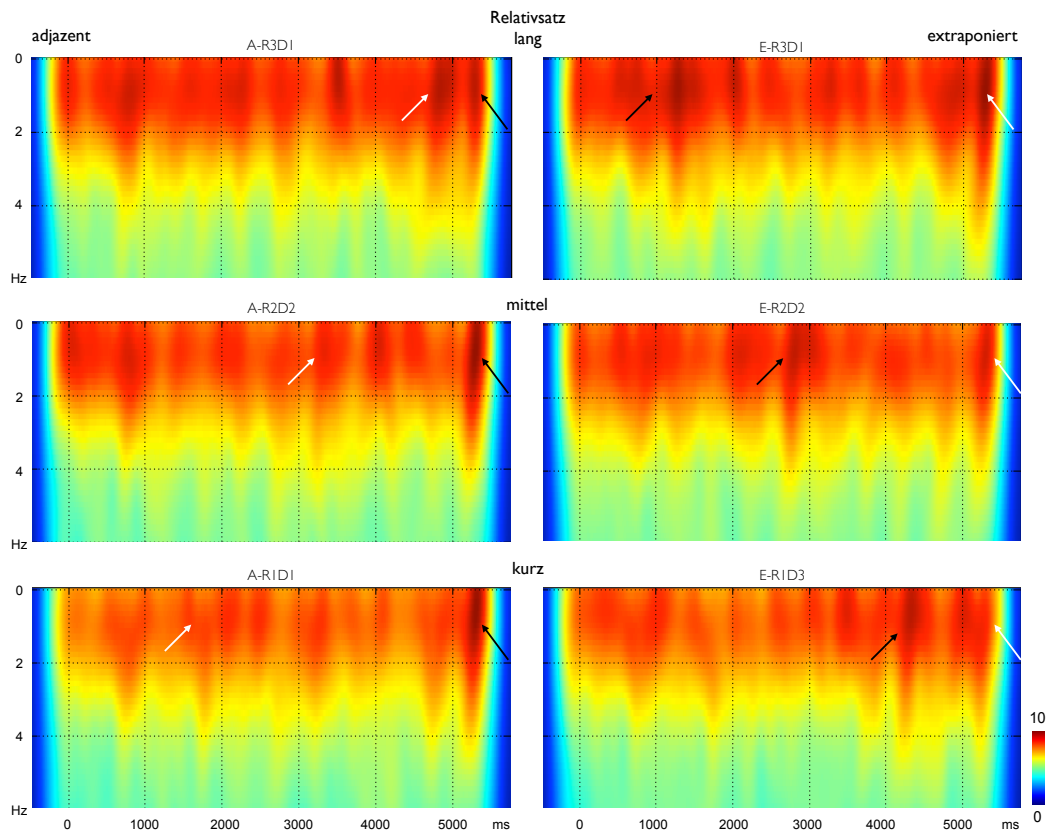 Relativsatz
adjazent lang extraponiert
A-R3D1 E-R3D1
0
2
4
Hz
mittel
A-R2D2 E-R2D2
0
2
4
Hz
kurz
A-R1D1 E-R1D3
0
2
4
Hz
10
0
0 1000 2000 3000 4000 5000 ms 0 1000 2000 3000 4000 5000 ms